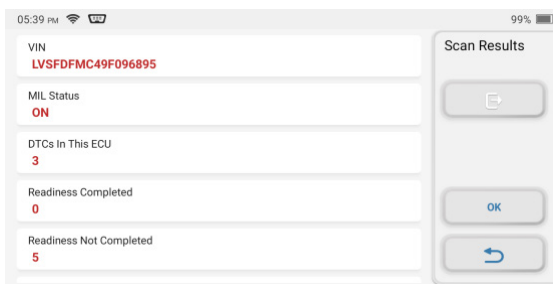 05:39 PM
99%
VIN
LVSFDFMC49F096895
MIL Status
ON
DTCs In This ECU
3
Readiness Completed
0
Readiness Not Completed
5
Scan Results
OK